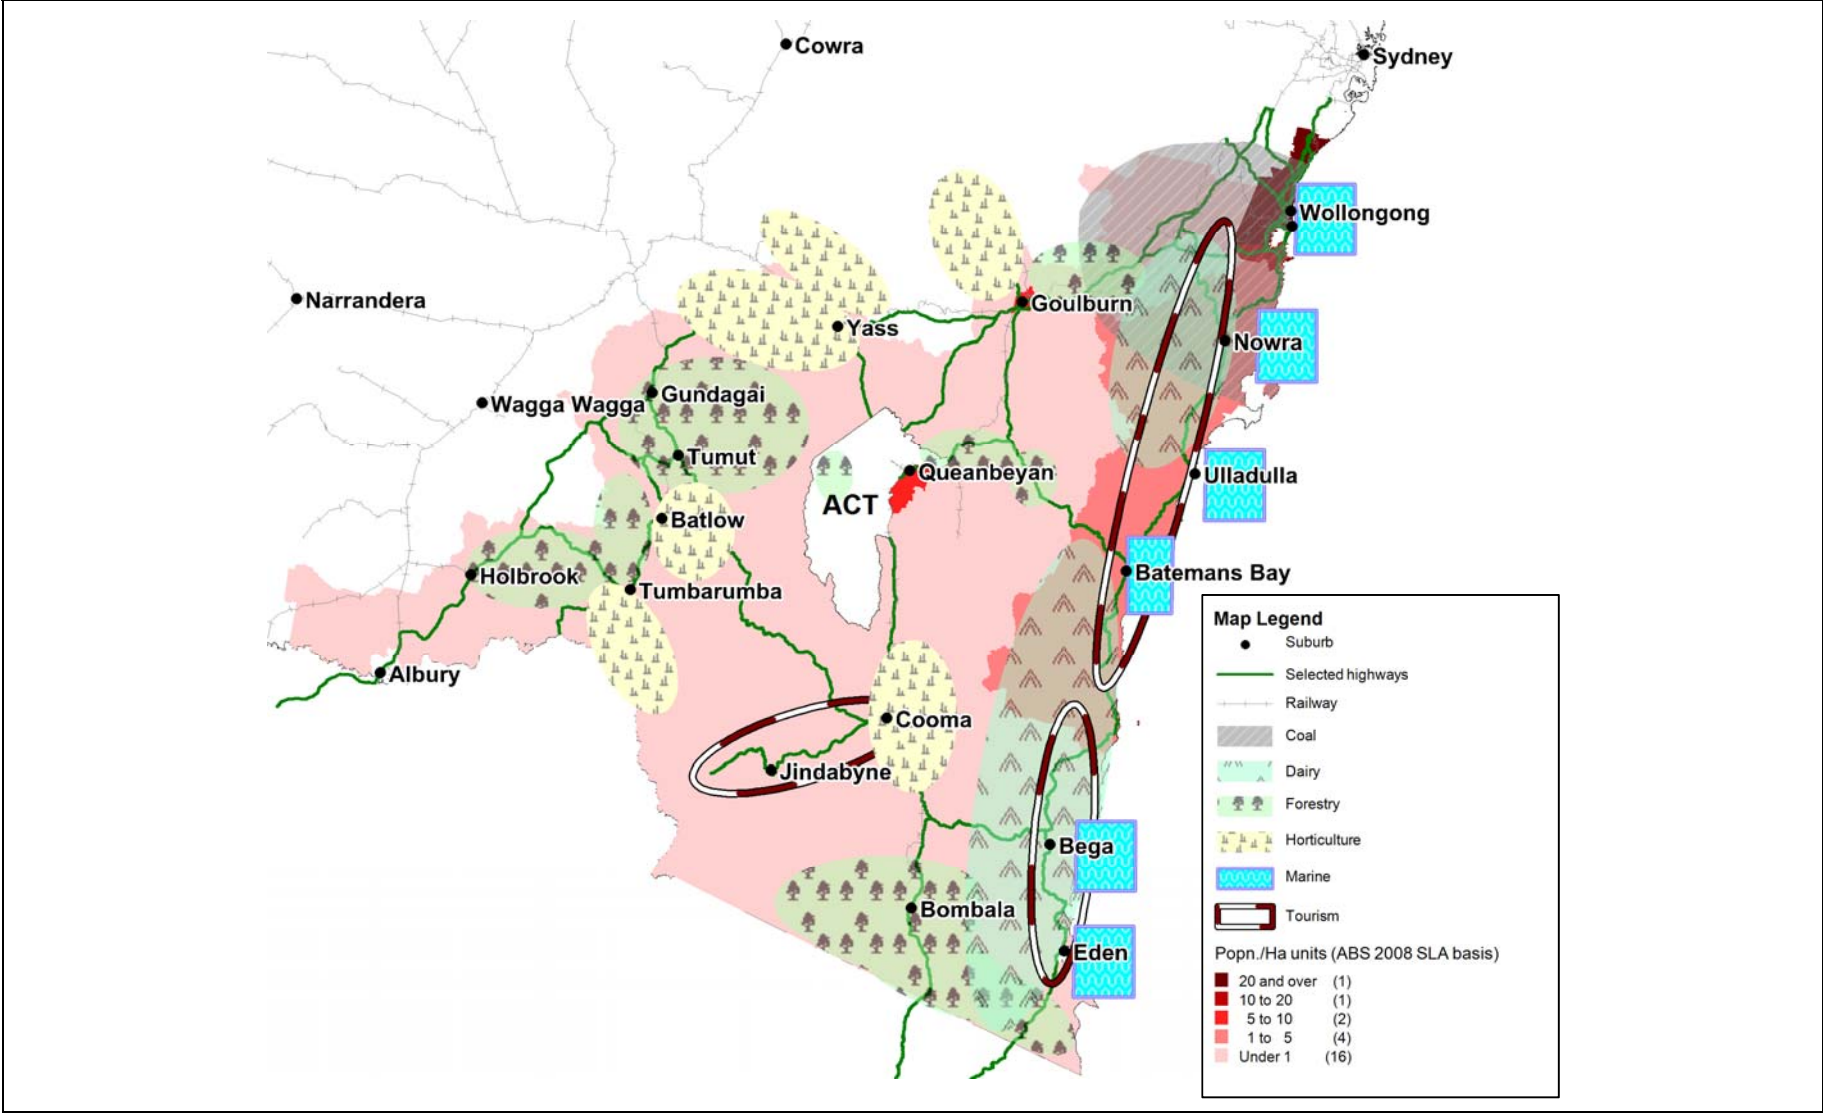 Cowra
Sydney
Wollongong
Narrandera
Goulburn
Yass
Nowra
Gundagai
Wagga Wagga
Tumut
Queanbeyan
Ulladulla
ACT
Batlow
Batemans Bay
Holbrook
Tumbarumba
Albury
Cooma
Jindabyne
Bega
Bombala
Eden
Map Legend
Suburb
Selected highways
Railway
Coal
Dairy
Forestry
Horticulture
Marine
Tourism
Popn./Ha units (ABS 2008 SLA basis)
20 and over (1)
10 to 20 (1)
5 to 10 (2)
1 to 5 (4)
Under 1 (16)